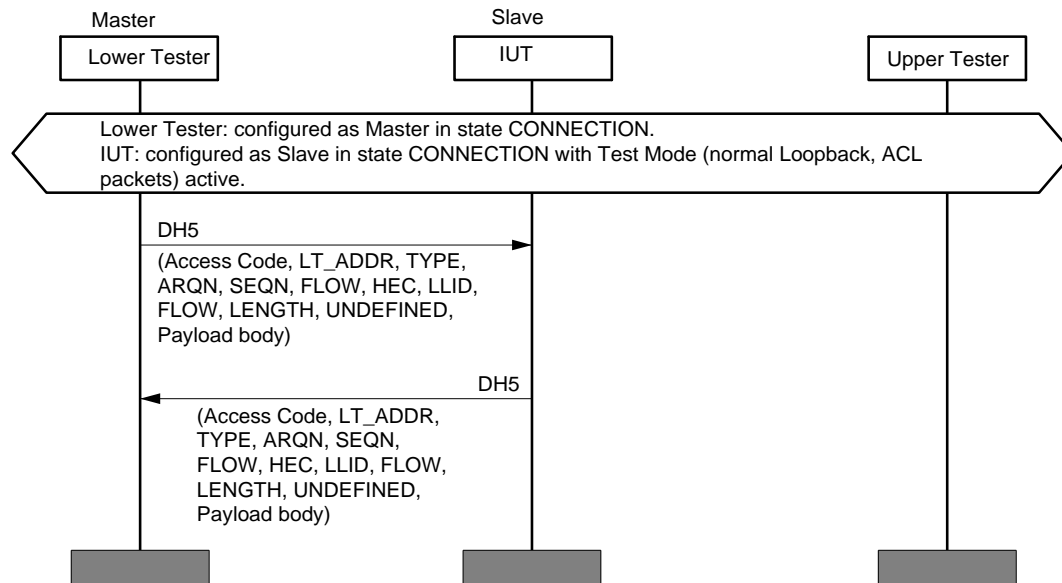 Master
Slave
Lower Tester
IUT
Upper Tester
Lower Tester: configured as Master in state CONNECTION.
IUT: configured as Slave in state CONNECTION with Test Mode (normal Loopback, ACL
packets) active.
DH5
(Access Code, LT_ADDR, TYPE,
ARQN, SEQN, FLOW, HEC, LLID,
FLOW, LENGTH, UNDEFINED,
Payload body)
DH5
(Access Code, LT_ADDR,
TYPE, ARQN, SEQN,
FLOW, HEC, LLID, FLOW,
LENGTH, UNDEFINED,
Payload body)